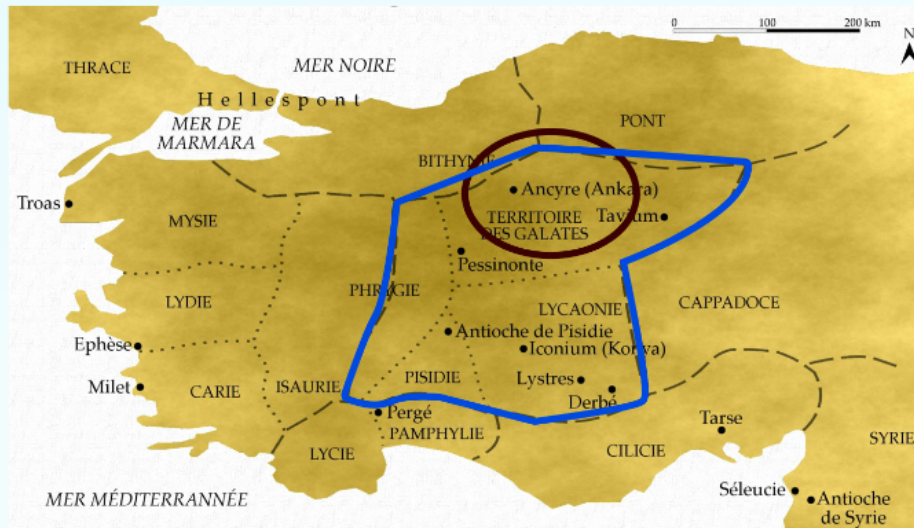 0 100 200 km
N
THRACE
MER NOIRE
Hellespont
MER DE
MARMARA
PONT
BITHYNIE
Troas
Ancyre (Ankara)
MYSIE
TERRITOIRE
DES GALATES
Tavium
Pessinonte
PHRYGIE
LYDIE
LYCAONIE
CAPPADOCE
Ephèse
Antioche de Pisidie
Iconium (Konya)
Milet
CARIE
ISAURIE
PISIDIE
Lystres
Derbé
Pergé
Tarse
PAMPHYLIE
LYCIE
CILICIE
SYRIE
MER MÉDITERRANNÉE
Séleucie
Antioche
de Syrie